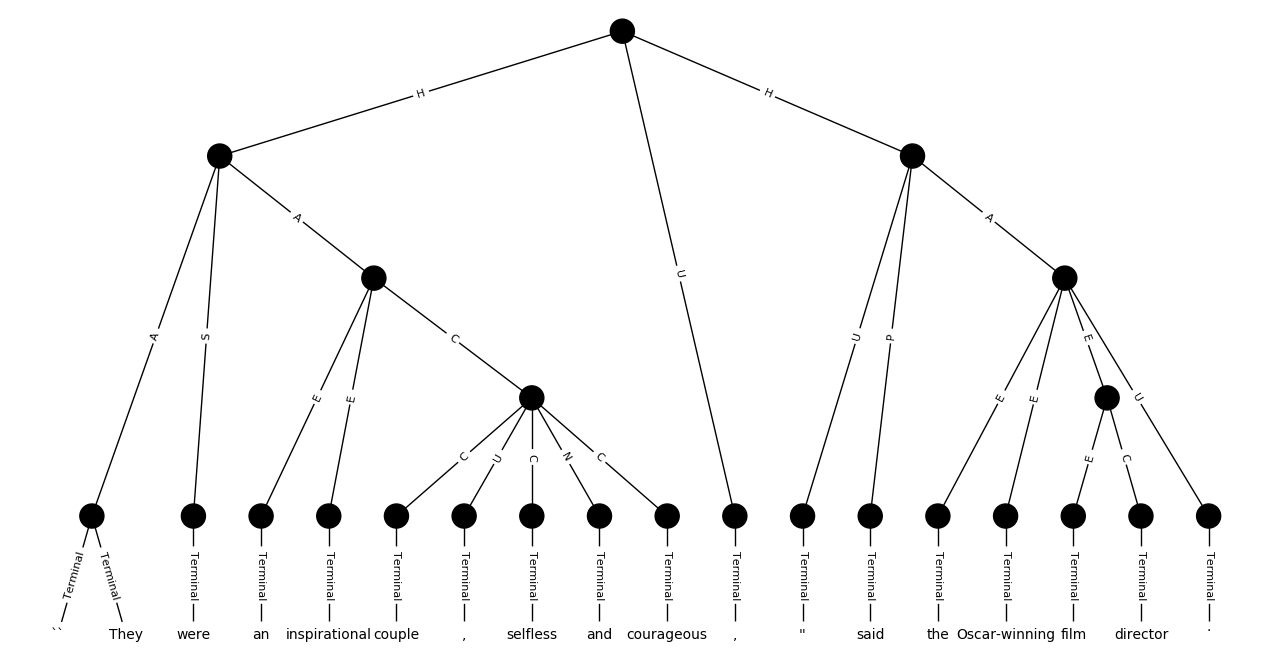 H H
A A
U
A S U P
C E
E E E E U
C U C N C E C
Terminal Terminal Terminal Terminal Terminal Terminal Terminal Terminal Terminal Terminal Terminal Terminal Terminal Terminal Terminal Terminal Terminal Terminal
`` They were an inspirational couple , selfless and courageous , " said the Oscar-winning film director .